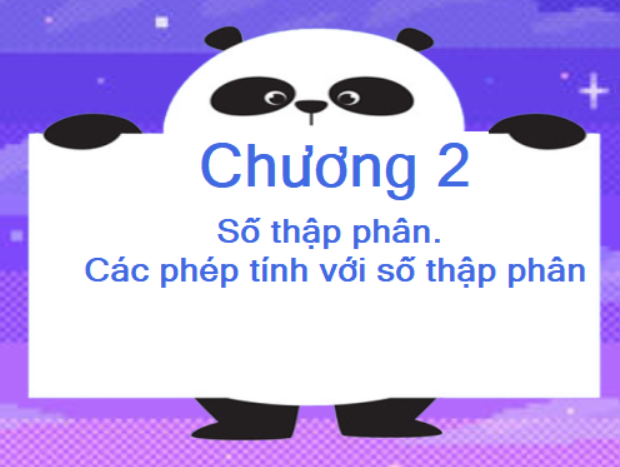 Chương 2
Số thập phân.
Các phép tính với số thập phân